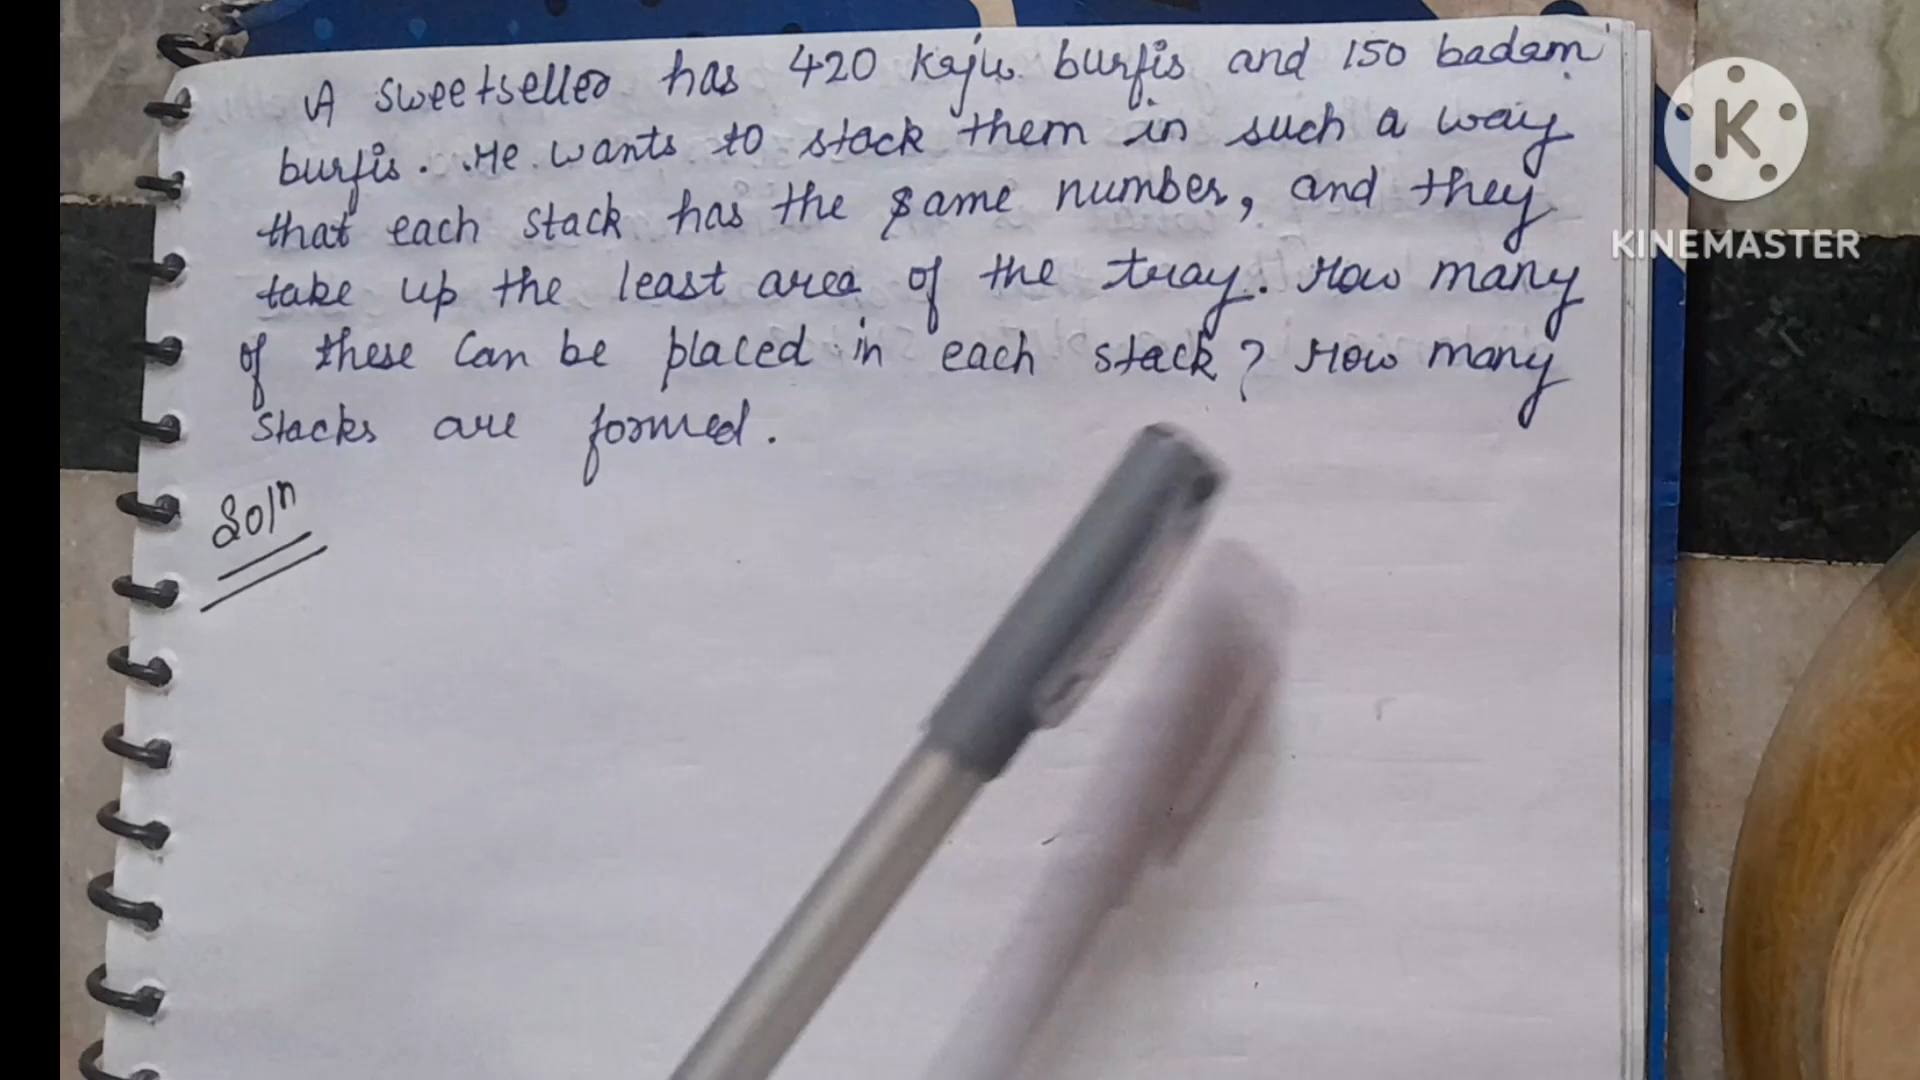 A sweetseller has 420 Kaju burfis and 150 badam
burfis. He wants to stack them in such a way
that each stack has the same number, and they
take up the least area of the tray. How many
of these can be placed in each stack? How many
stacks are formed.
Solⁿ
K
KINEMASTER